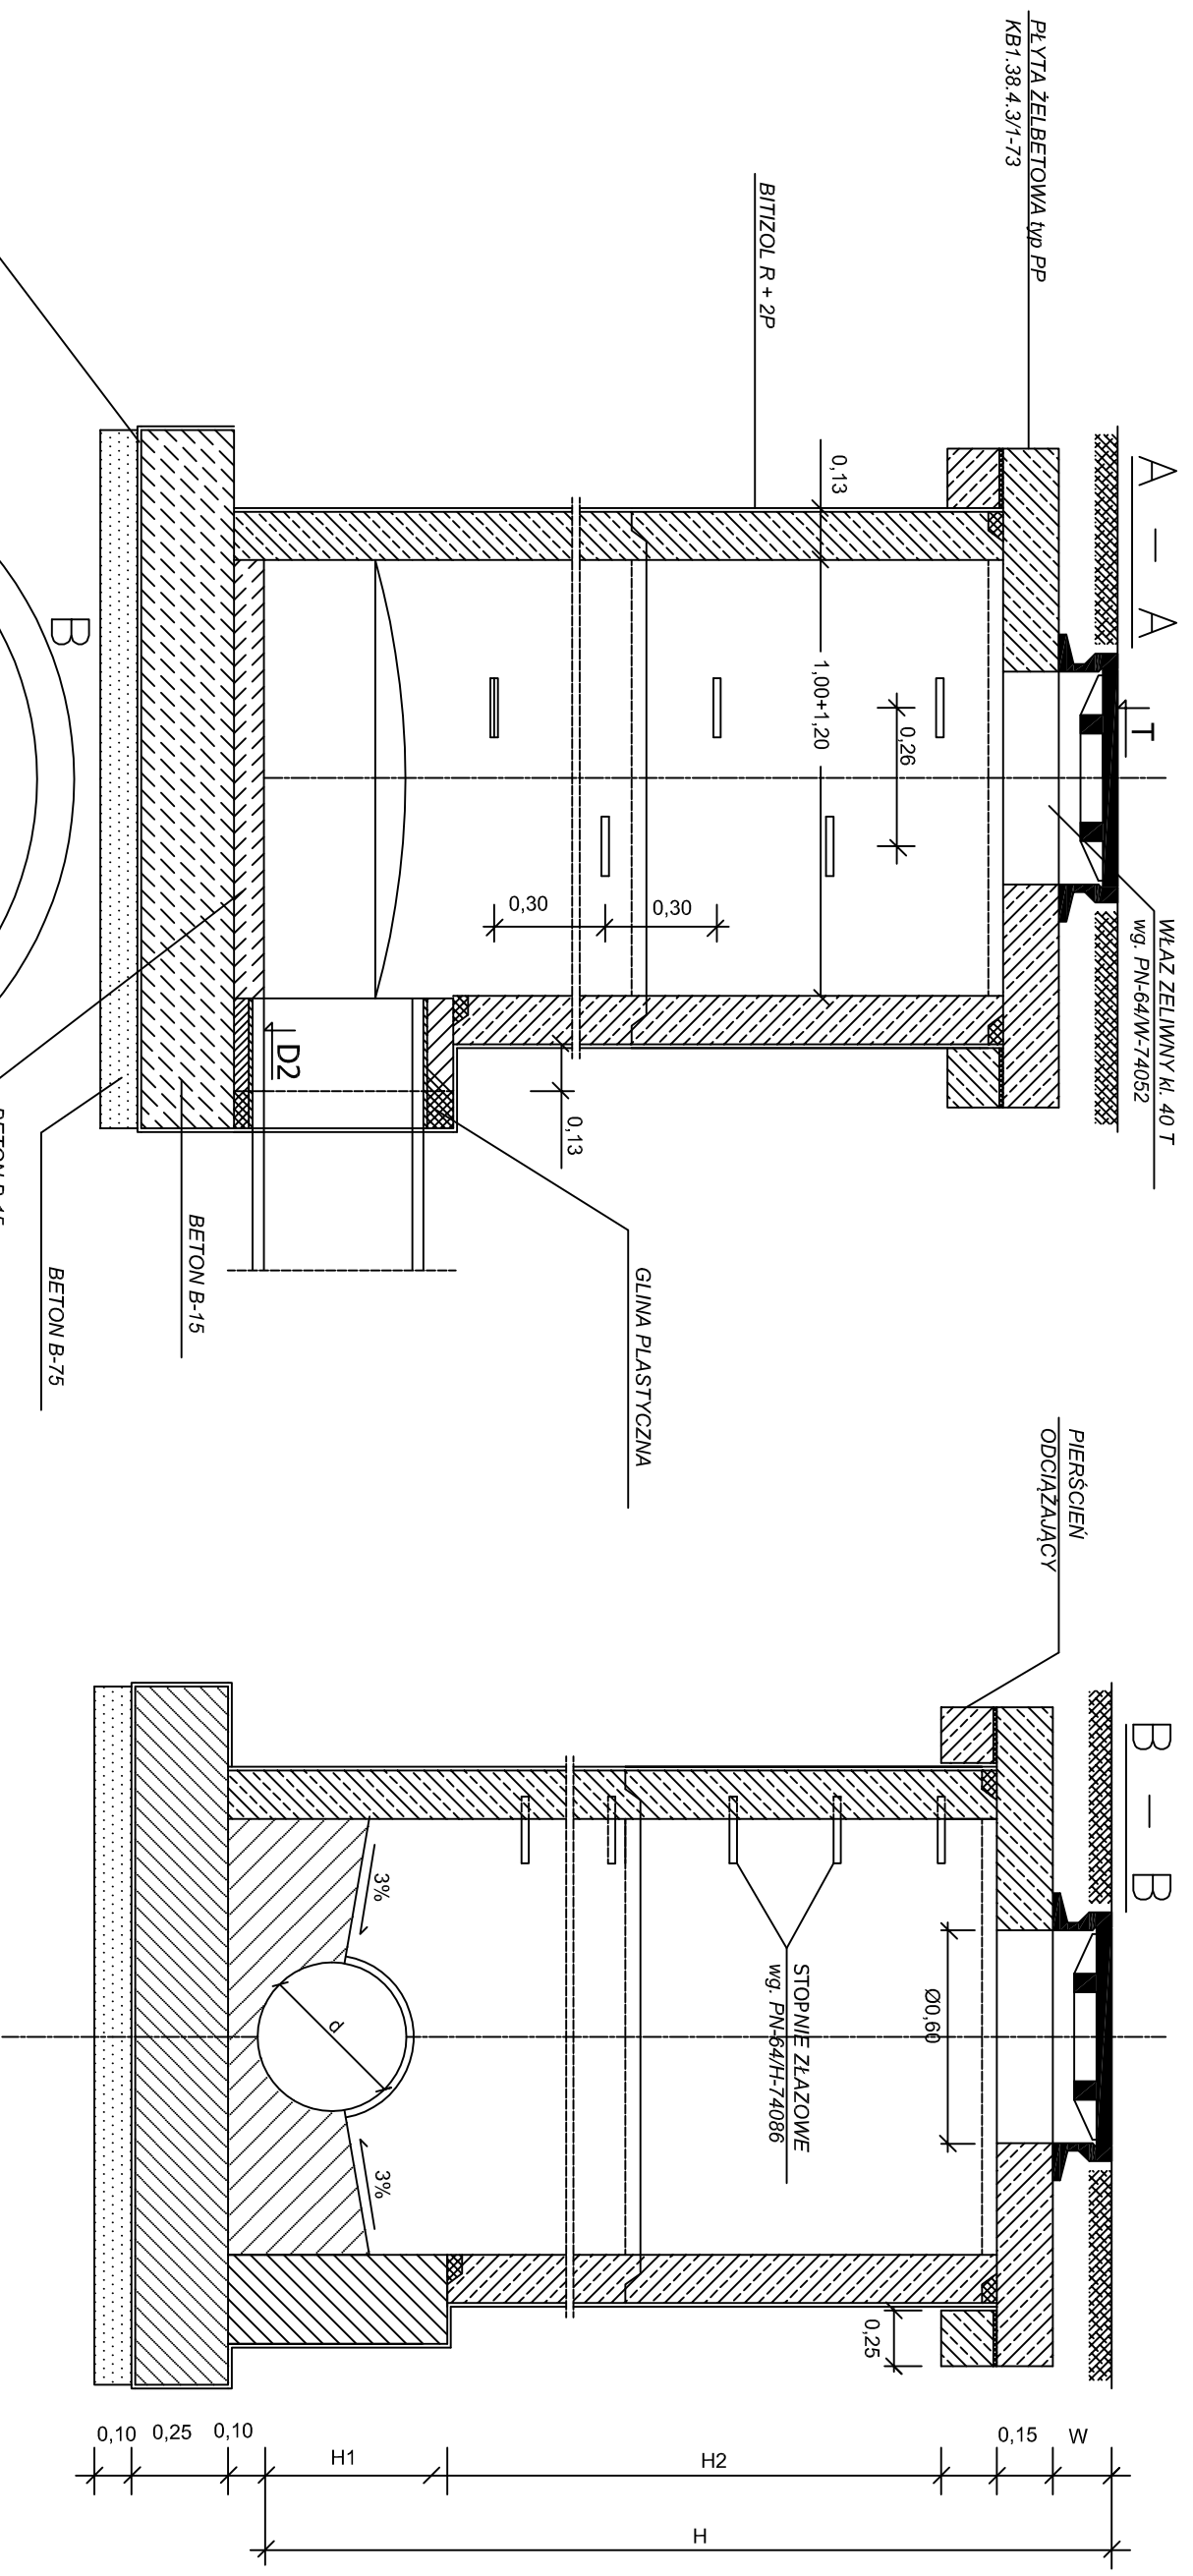 A — A
T
WŁAZ ŻELIWNY kl. 40 T
wg. PN-64/W-74052
PŁYTA ŻELBETOWA typ PP
KB1.38.4.3/1-73
BITIZOL R + 2P
0,13
1,00+1,20
0,26
0,30
0,30
0,13
D2
GLINA PLASTYCZNA
BETON B-15
BETON B-75
BETON B-15
B
B — B
PIERŚCIEŃ
ODCIĄŻAJĄCY
Ø0,60
STOPNIE ZŁAZOWE
wg. PN-64/H-74086
3%
3%
d
0,25
W
0,15
H2
H1
0,10
0,25
0,10
H